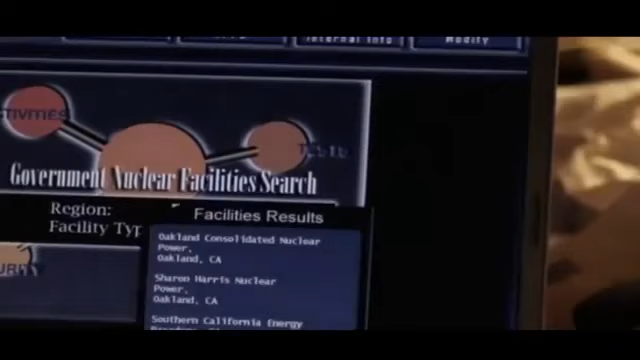 Internal Info
Modify
TIVITIES
Government Nuclear Facilities Search
Region:
Facility Typ
Facilities Results
Oakland Consolidated Nuclear
Power,
Oakland, CA
URITY
Sharon Harris Nuclear
Power,
Oakland, CA
Southern California Energy